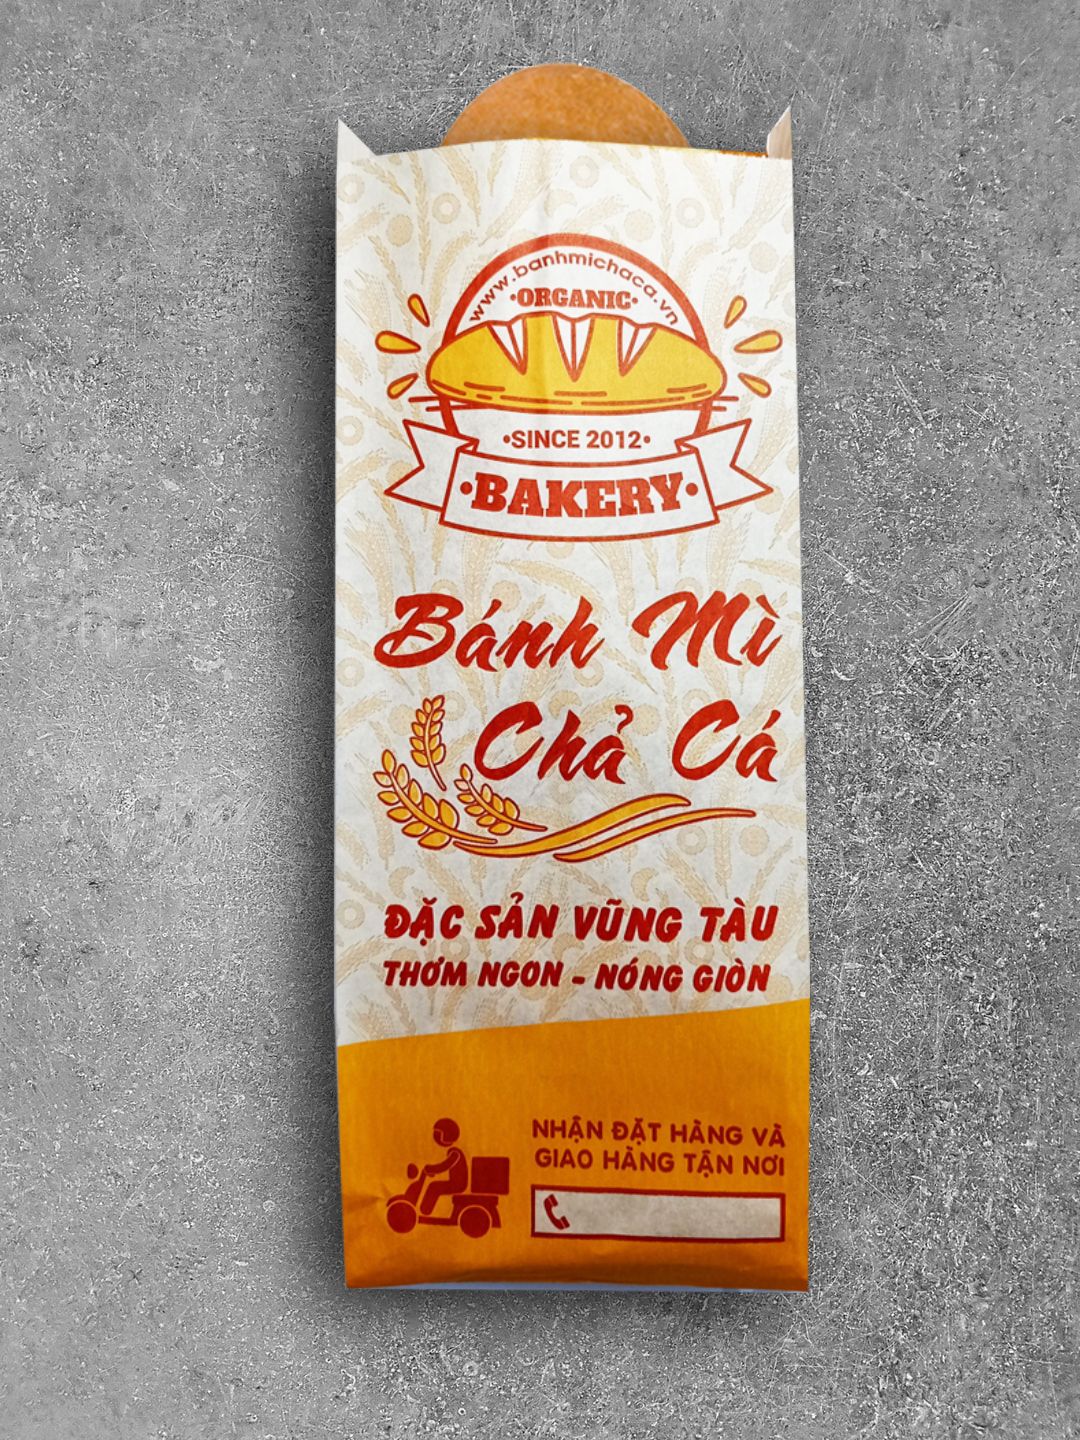 www.banhmichaca.vn
•ORGANIC•
•SINCE 2012•
•BAKERY•
Bánh Mì
Chả Cá
ĐẶC SẢN VŨNG TÀU
THƠM NGON - NÓNG GIÒN
NHẬN ĐẶT HÀNG VÀ
GIAO HÀNG TẬN NƠI